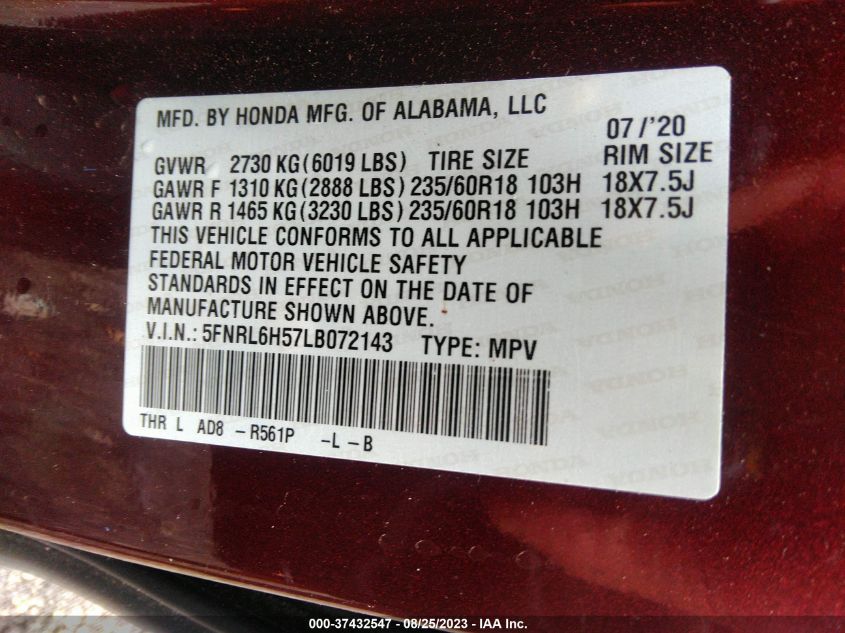 MFD. BY HONDA MFG. OF ALABAMA, LLC
07/'20
GVWR 2730 KG(6019 LBS) TIRE SIZE RIM SIZE
GAWR F 1310 KG(2888 LBS) 235/60R18 103H 18X7.5J
GAWR R 1465 KG(3230 LBS) 235/60R18 103H 18X7.5J
THIS VEHICLE CONFORMS TO ALL APPLICABLE
FEDERAL MOTOR VEHICLE SAFETY
STANDARDS IN EFFECT ON THE DATE OF
MANUFACTURE SHOWN ABOVE.
V.I.N.: 5FNRL6H57LB072143 TYPE: MPV
THR L AD8 -R561P -L-B
000-37432547 - 08/25/2023 - IAA Inc.